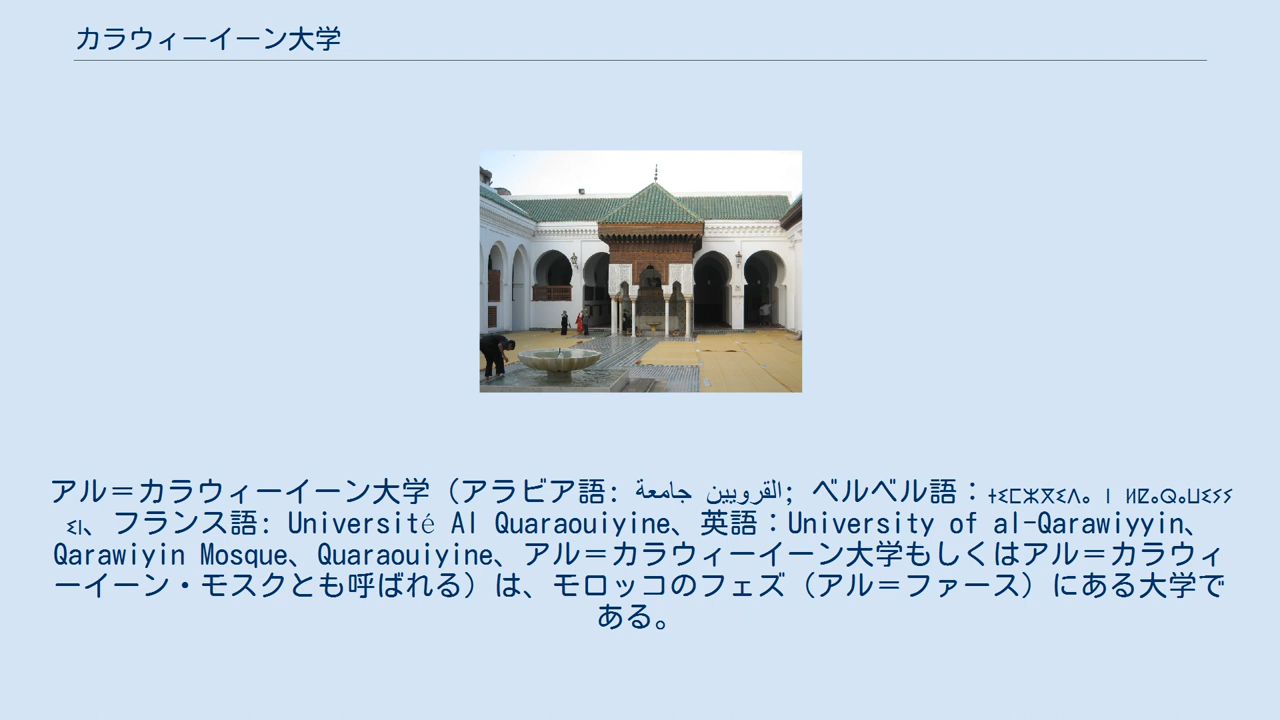 カラウィーイーン大学
アル＝カラウィーイーン大学（アラビア語: جامعة القرويين; ベルベル語：ⵜⵉⵎⵣⴳⵉⴷⴰ ⵏ ⵍⵇⴰⵕⴰⵡⵉⵢⵢ
ⵉⵏ、フランス語: Université Al Quaraouiyine、英語：University of al-Qarawiyyin、
Qarawiyin Mosque、Quaraouiyine、アル＝カラウィーイーン大学もしくはアル＝カラウィ
ーイーン・モスクとも呼ばれる）は、モロッコのフェズ（アル＝ファース）にある大学で
ある。